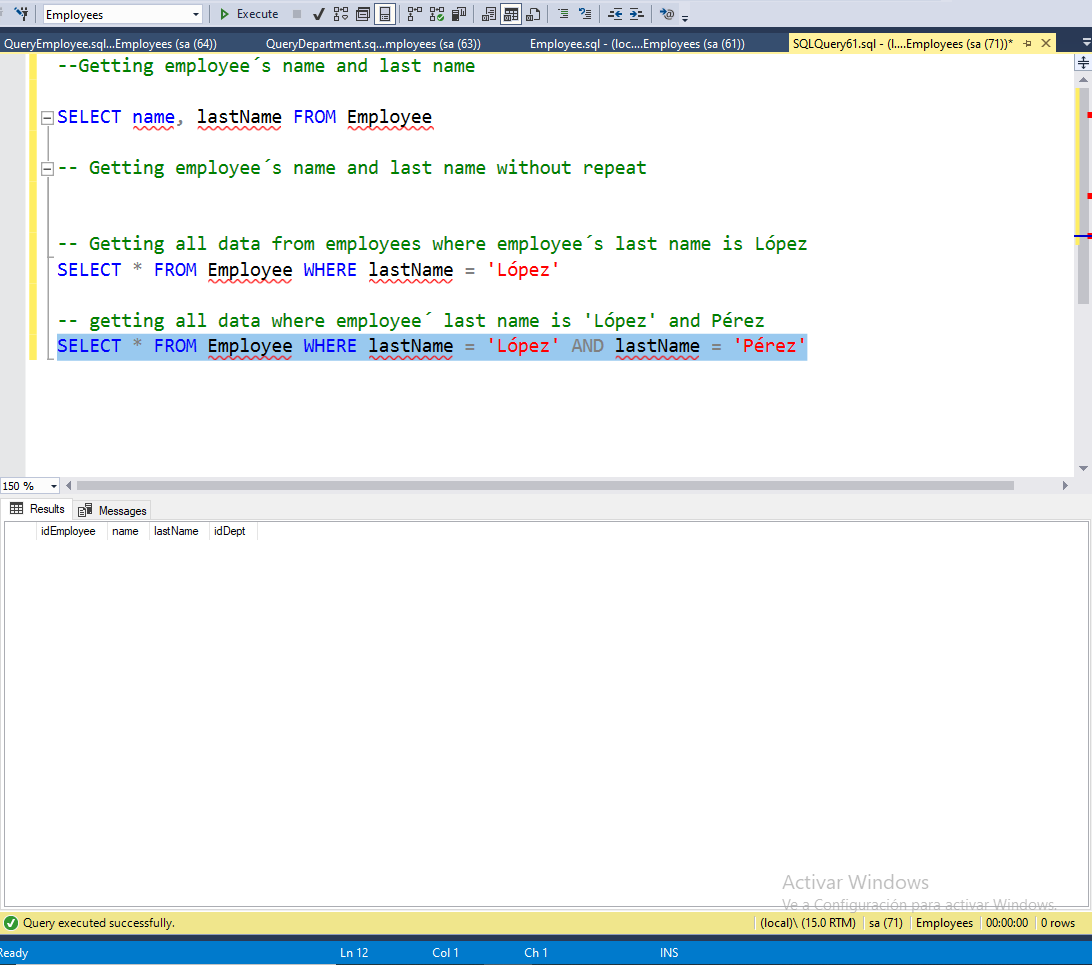 Employees Execute
QueryEmployee.sql...Employees (sa (64)) QueryDepartment.sq...mployees (sa (63)) Employee.sql - (loc....Employees (sa (61)) SQLQuery61.sql - (l....Employees (sa (71))*
--Getting employee´s name and last name
SELECT name, lastName FROM Employee
-- Getting employee´s name and last name without repeat
-- Getting all data from employees where employee´s last name is López
SELECT * FROM Employee WHERE lastName = 'López'
-- getting all data where employee´ last name is 'López' and Pérez
SELECT * FROM Employee WHERE lastName = 'López' AND lastName = 'Pérez'
150 %
Results Messages
idEmployee name lastName idDept
Activar Windows
Ve a Configuración para activar Windows.
Query executed successfully. (local)\ (15.0 RTM) sa (71) Employees 00:00:00 0 rows
Ready Ln 12 Col 1 Ch 1 INS